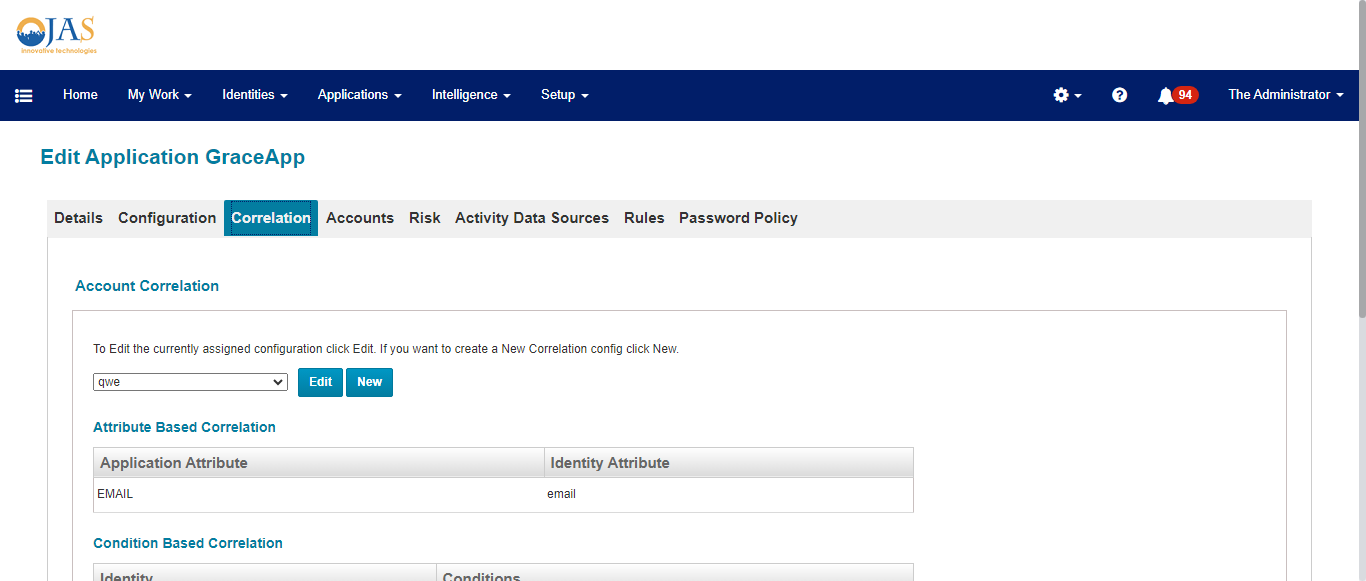 OJAS
innovative technologies
Home My Work Identities Applications Intelligence Setup 94 The Administrator
Edit Application GraceApp
Details Configuration Correlation Accounts Risk Activity Data Sources Rules Password Policy
Account Correlation
To Edit the currently assigned configuration click Edit. If you want to create a New Correlation config click New.
qwe Edit New
Attribute Based Correlation
Application Attribute Identity Attribute
EMAIL email
Condition Based Correlation
Identity Conditions